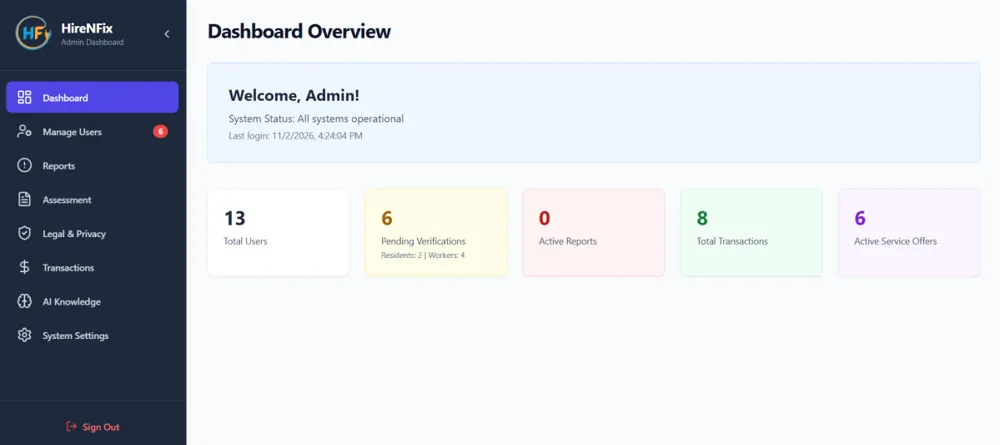 HF
HireNFix
Admin Dashboard
Dashboard
Manage Users 6
Reports
Assessment
Legal & Privacy
Transactions
AI Knowledge
System Settings
Sign Out
Dashboard Overview
Welcome, Admin!
System Status: All systems operational
Last login: 11/2/2026, 4:24:04 PM
13
Total Users
6
Pending Verifications
Residents: 2 | Workers: 4
0
Active Reports
8
Total Transactions
6
Active Service Offers